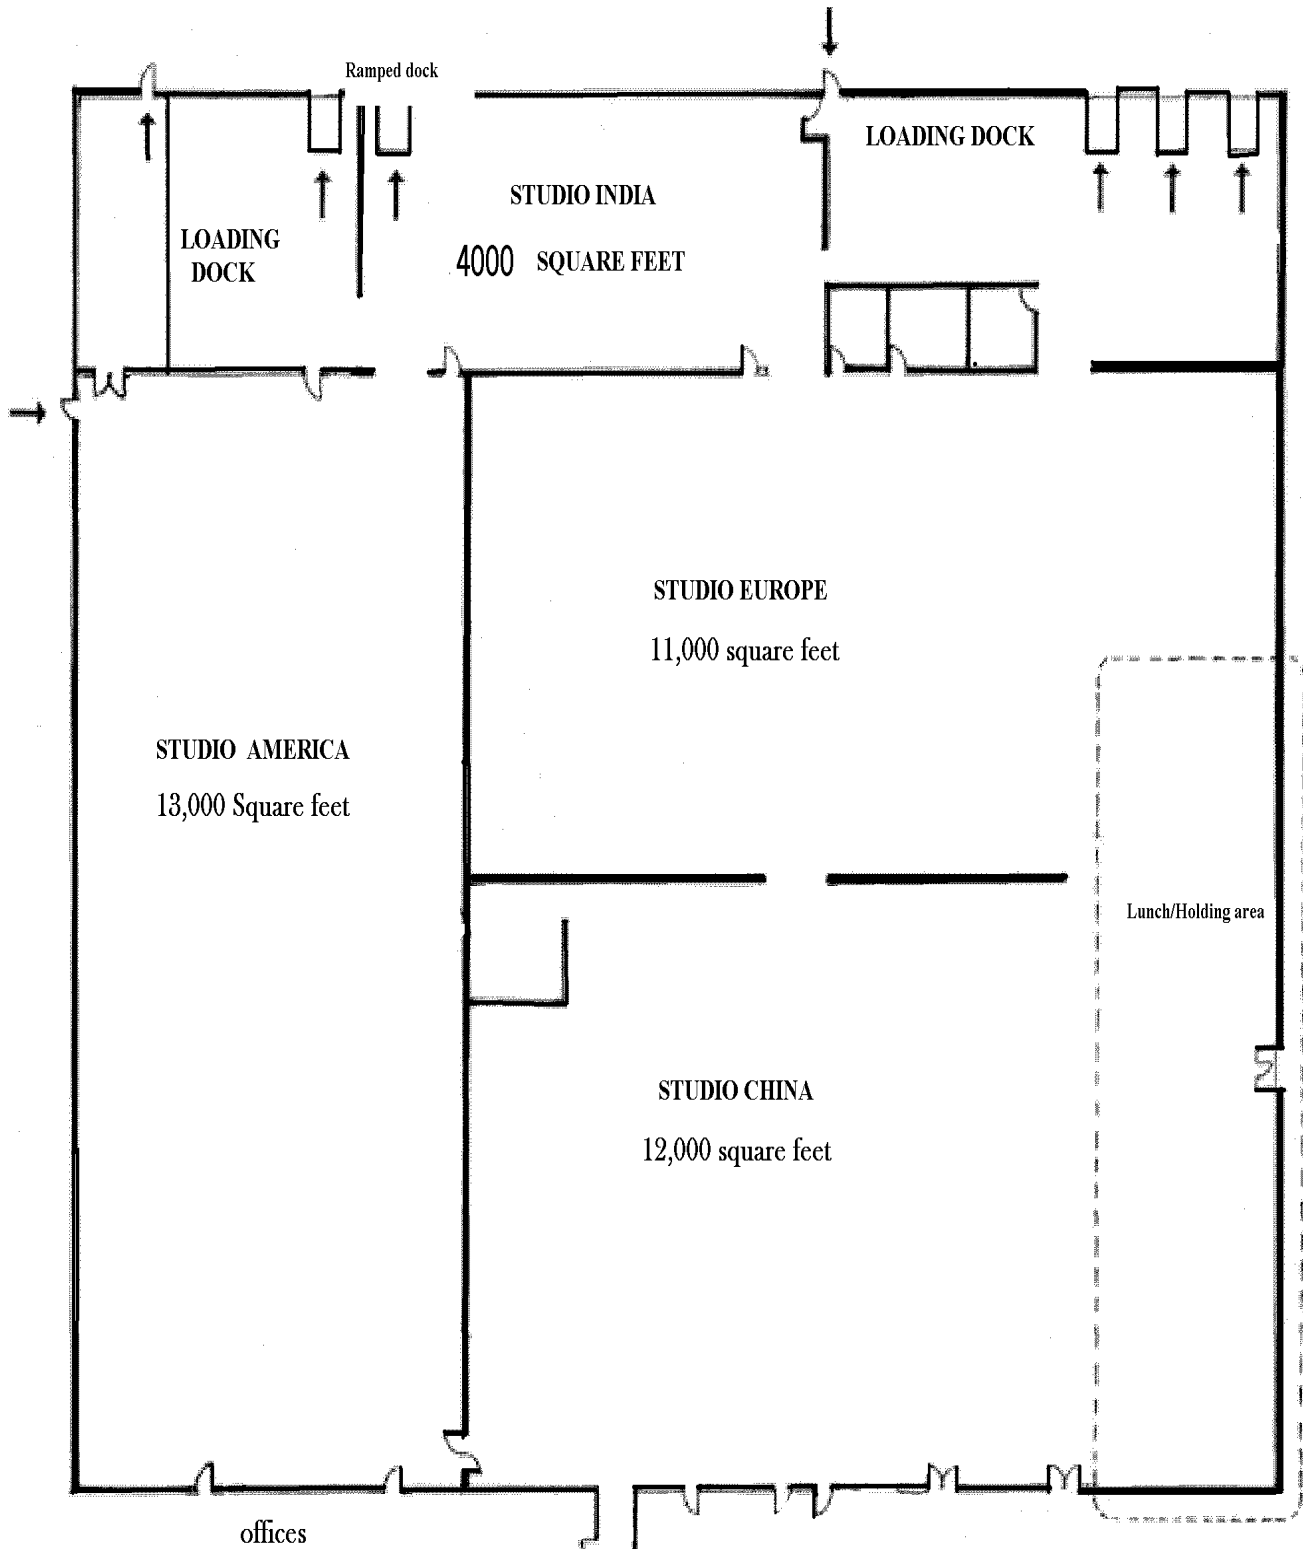 Ramped dock
LOADING DOCK
STUDIO INDIA
4000 SQUARE FEET
LOADING
DOCK
STUDIO EUROPE
11,000 square feet
STUDIO AMERICA
13,000 Square feet
Lunch/Holding area
STUDIO CHINA
12,000 square feet
offices